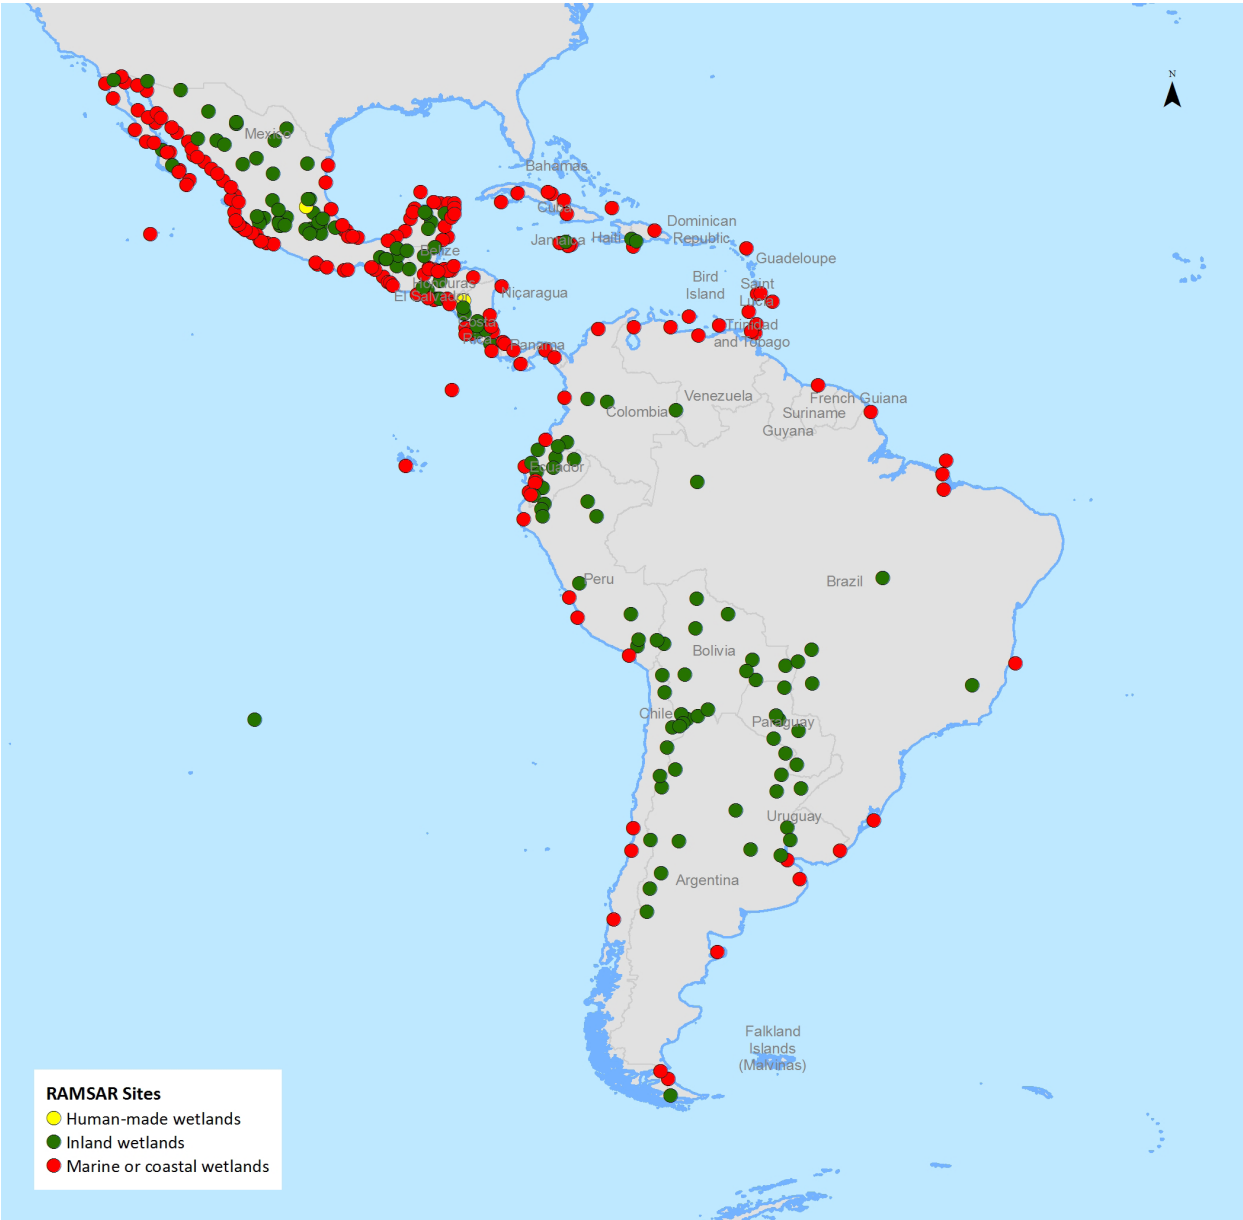 N
Mexico
Bahamas
Cuba
Jamaica
Haiti
Dominican
Republic
Guadeloupe
Belize
Honduras
El Salvador
Nicaragua
Bird
Island
Saint
Lucia
Costa
Rica
Panama
Trinidad
and Tobago
Venezuela
Colombia
French Guiana
Suriname
Guyana
Ecuador
Peru
Brazil
Bolivia
Chile
Paraguay
Uruguay
Argentina
Falkland
Islands
(Malvinas)
RAMSAR Sites
Human-made wetlands
Inland wetlands
Marine or coastal wetlands